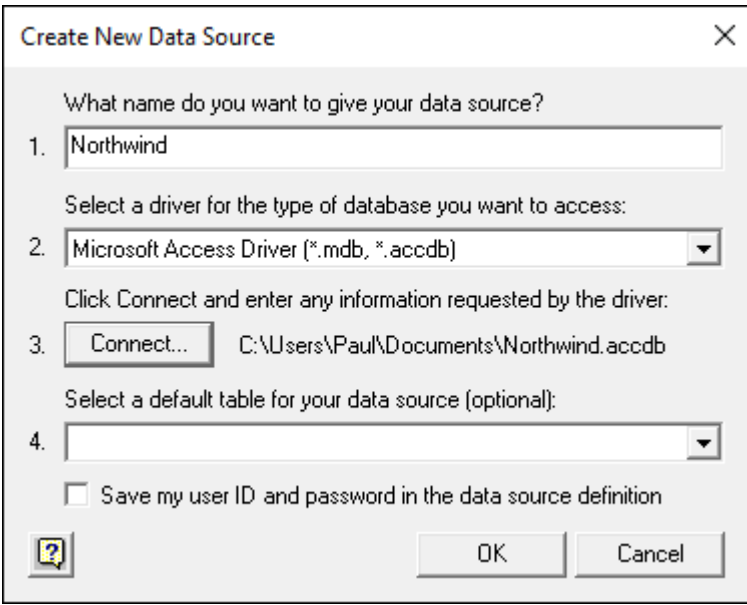 Create New Data Source
What name do you want to give your data source?
1. Northwind
Select a driver for the type of database you want to access:
2. Microsoft Access Driver (*.mdb, *.accdb)
Click Connect and enter any information requested by the driver:
3. Connect... C:\Users\Paul\Documents\Northwind.accdb
Select a default table for your data source (optional):
4.
Save my user ID and password in the data source definition
? OK Cancel